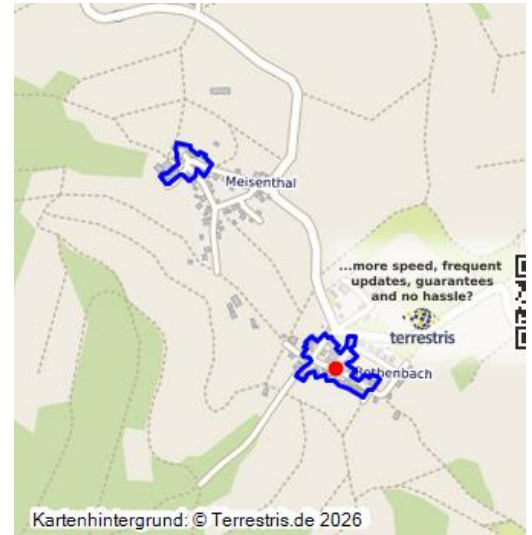 Meisenthal
...more speed, frequent
updates, guarantees
and no hassle?
terrestris
Rothenbach
Kartenhintergrund: © Terrestris.de 2026